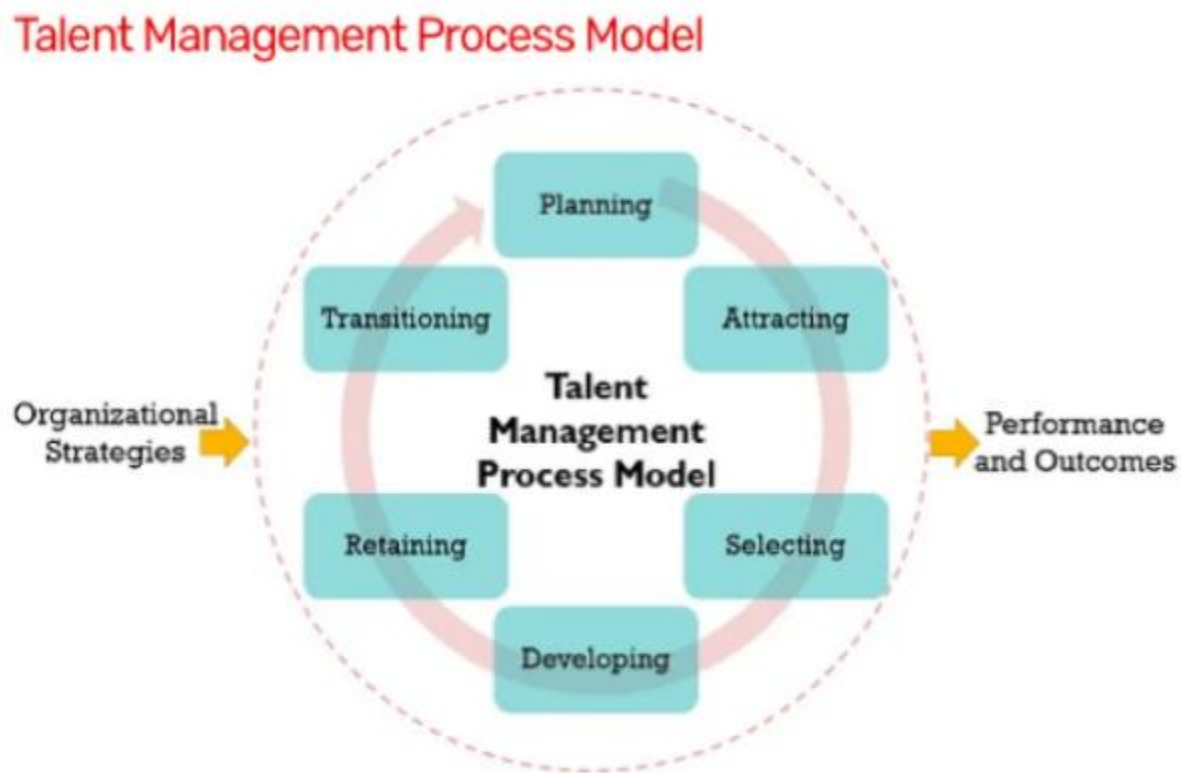 Talent Management Process Model
Planning
Transitioning
Attracting
Talent
Management
Process Model
Organizational
Strategies
Performance
and Outcomes
Retaining
Selecting
Developing